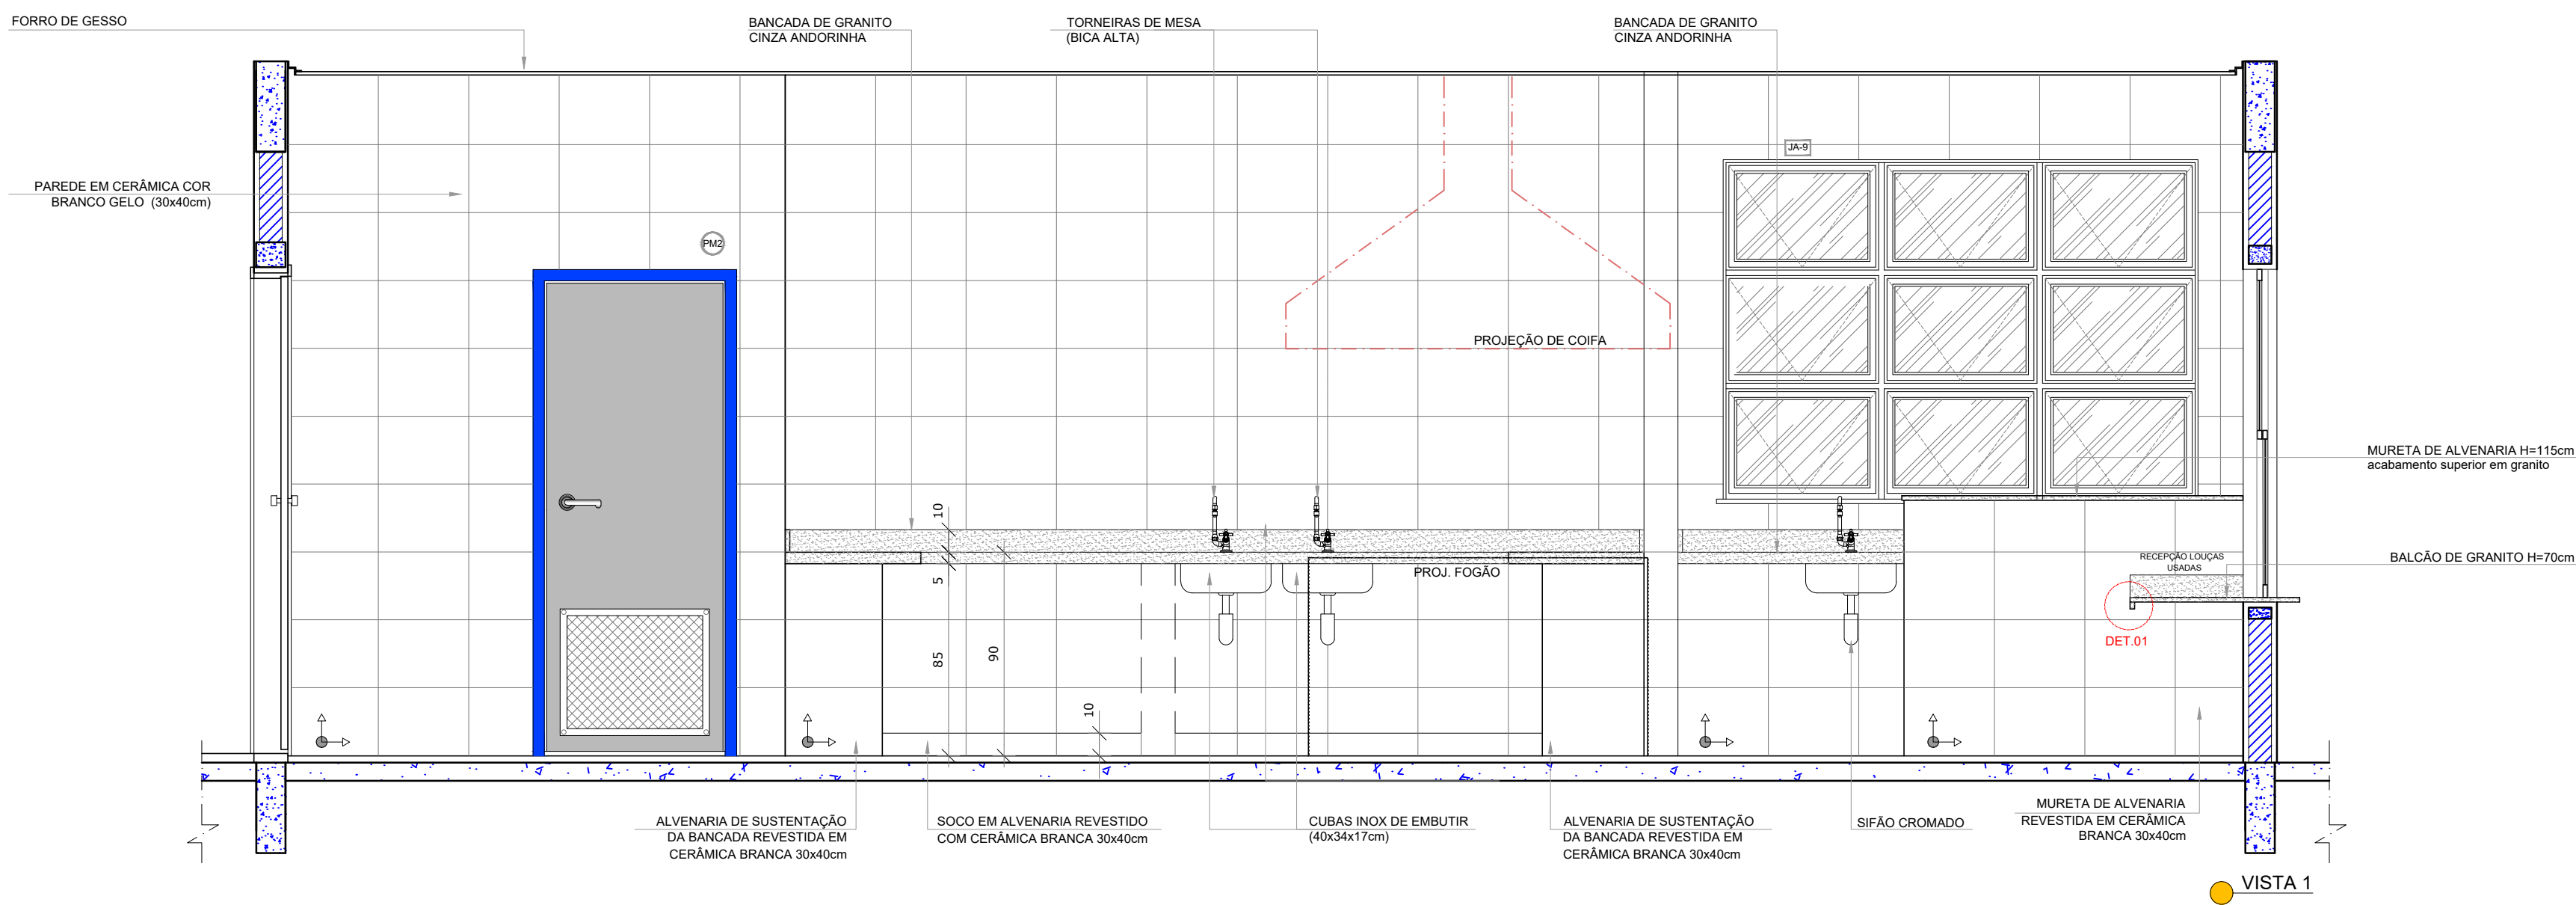 FORRO DE GESSO
BANCADA DE GRANITO
CINZA ANDORINHA
TORNEIRAS DE MESA
(BICA ALTA)
BANCADA DE GRANITO
CINZA ANDORINHA
JA-9
PAREDE EM CERÂMICA COR
BRANCO GELO (30x40cm)
PM2
PROJEÇÃO DE COIFA
MURETA DE ALVENARIA H=115cm
acabamento superior em granito
10
RECEPÇÃO LOUÇAS
USADAS
BALCÃO DE GRANITO H=70cm
PROJ. FOGÃO
5
DET.01
85
90
10
ALVENARIA DE SUSTENTAÇÃO
DA BANCADA REVESTIDA EM
CERÂMICA BRANCA 30x40cm
SOCO EM ALVENARIA REVESTIDO
COM CERÂMICA BRANCA 30x40cm
CUBAS INOX DE EMBUTIR
(40x34x17cm)
ALVENARIA DE SUSTENTAÇÃO
DA BANCADA REVESTIDA EM
CERÂMICA BRANCA 30x40cm
SIFÃO CROMADO
MURETA DE ALVENARIA
REVESTIDA EM CERÂMICA
BRANCA 30x40cm
VISTA 1